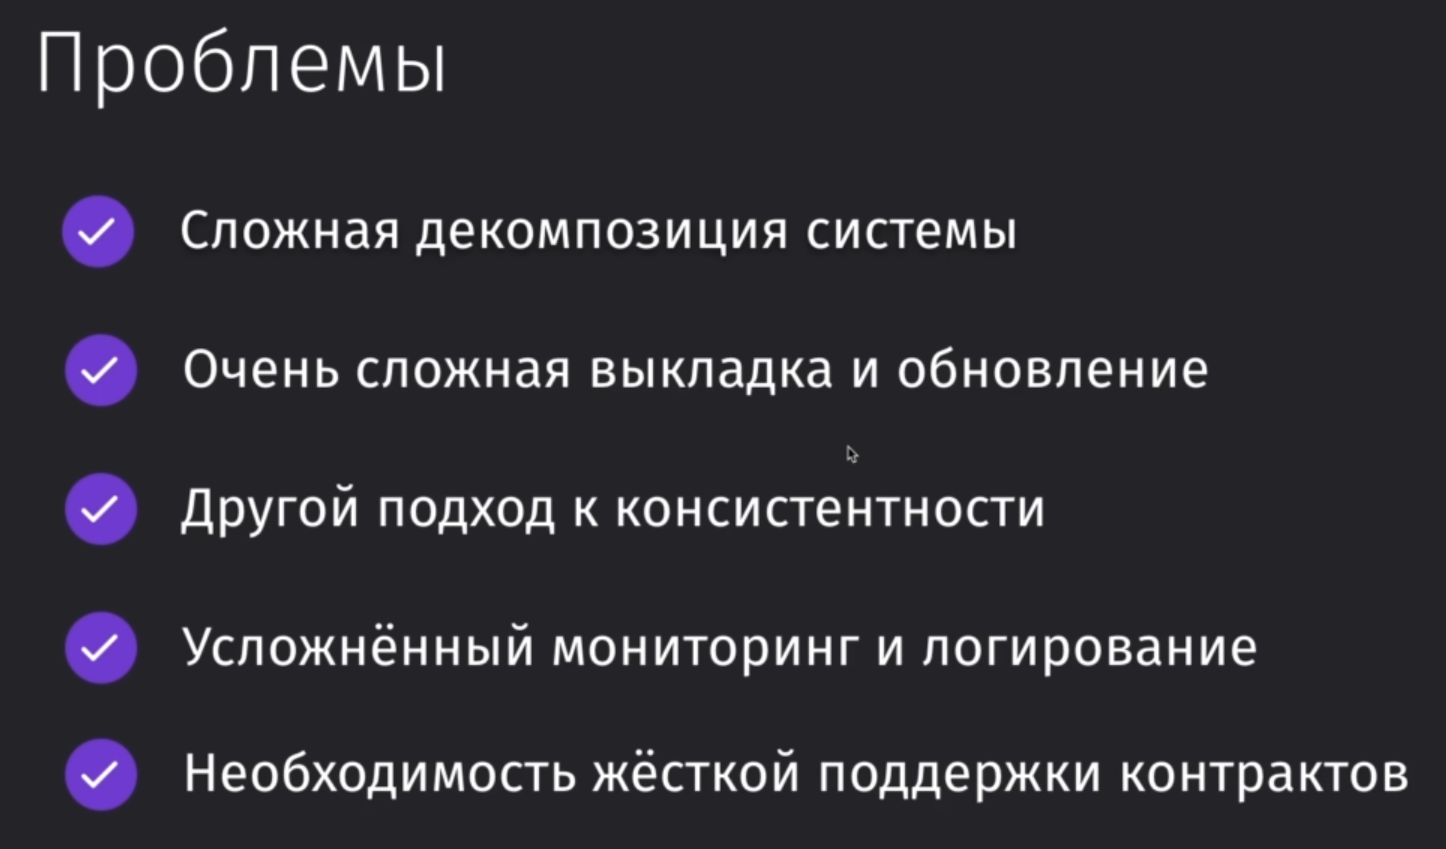 Проблемы
Сложная декомпозиция системы
Очень сложная выкладка и обновление
Другой подход к консистентности
Усложнённый мониторинг и логирование
Необходимость жёсткой поддержки контрактов